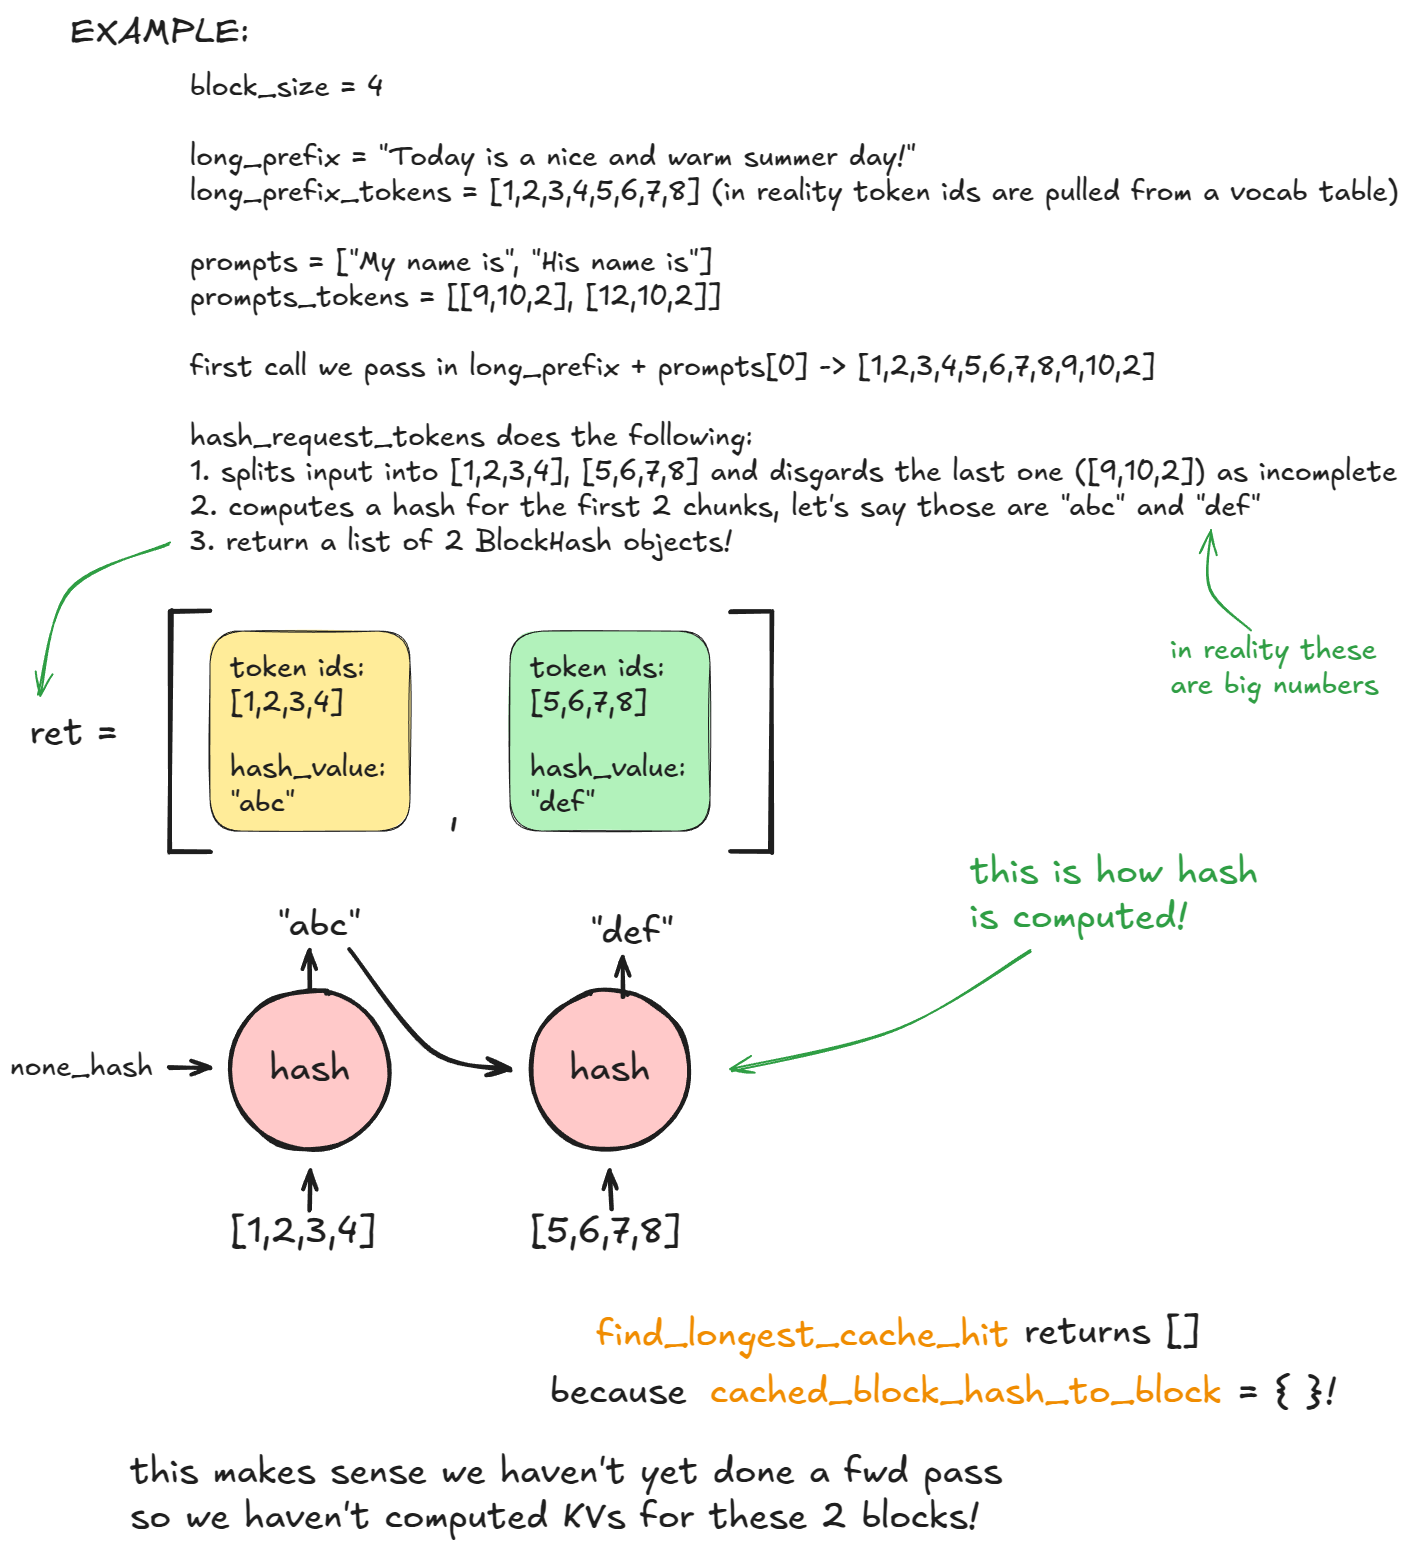 EXAMPLE:
block_size = 4
long_prefix = "Today is a nice and warm summer day!"
long_prefix_tokens = [1,2,3,4,5,6,7,8] (in reality token ids are pulled from a vocab table)
prompts = ["My name is", "His name is"]
prompts_tokens = [[9,10,2], [12,10,2]]
first call we pass in long_prefix + prompts[0] -> [1,2,3,4,5,6,7,8,9,10,2]
hash_request_tokens does the following:
1. splits input into [1,2,3,4], [5,6,7,8] and disgards the last one ([9,10,2]) as incomplete
2. computes a hash for the first 2 chunks, let's say those are "abc" and "def"
3. return a list of 2 BlockHash objects!
in reality these
are big numbers
ret =
token ids:
[1,2,3,4]
hash_value:
"abc"
,
token ids:
[5,6,7,8]
hash_value:
"def"
this is how hash
is computed!
"abc"
"def"
none_hash
hash
hash
[1,2,3,4]
[5,6,7,8]
find_longest_cache_hit returns []
because cached_block_hash_to_block = { }!
this makes sense we haven't yet done a fwd pass
so we haven't computed KVs for these 2 blocks!